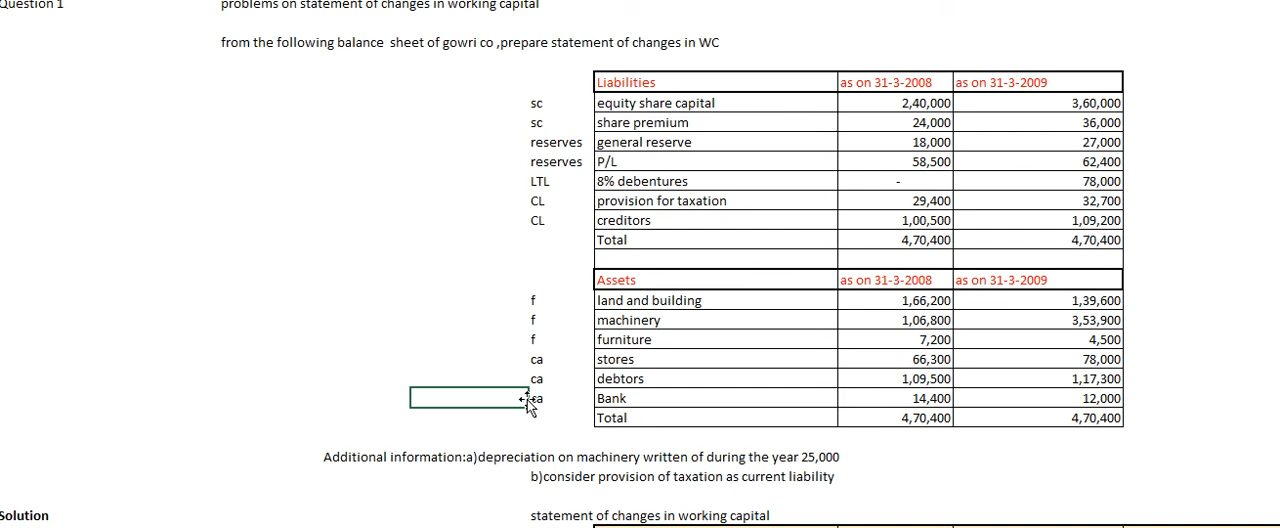 Question 1 problems on statement of changes in working capital
from the following balance sheet of gowri co ,prepare statement of changes in WC
Liabilities as on 31-3-2008 as on 31-3-2009
sc equity share capital 2,40,000 3,60,000
sc share premium 24,000 36,000
reserves general reserve 18,000 27,000
reserves P/L 58,500 62,400
LTL 8% debentures - 78,000
CL provision for taxation 29,400 32,700
CL creditors 1,00,500 1,09,200
Total 4,70,400 4,70,400
Assets as on 31-3-2008 as on 31-3-2009
f land and building 1,66,200 1,39,600
f machinery 1,06,800 3,53,900
f furniture 7,200 4,500
ca stores 66,300 78,000
ca debtors 1,09,500 1,17,300
ca Bank 14,400 12,000
Total 4,70,400 4,70,400
Additional information:a)depreciation on machinery written of during the year 25,000
b)consider provision of taxation as current liability
Solution statement of changes in working capital